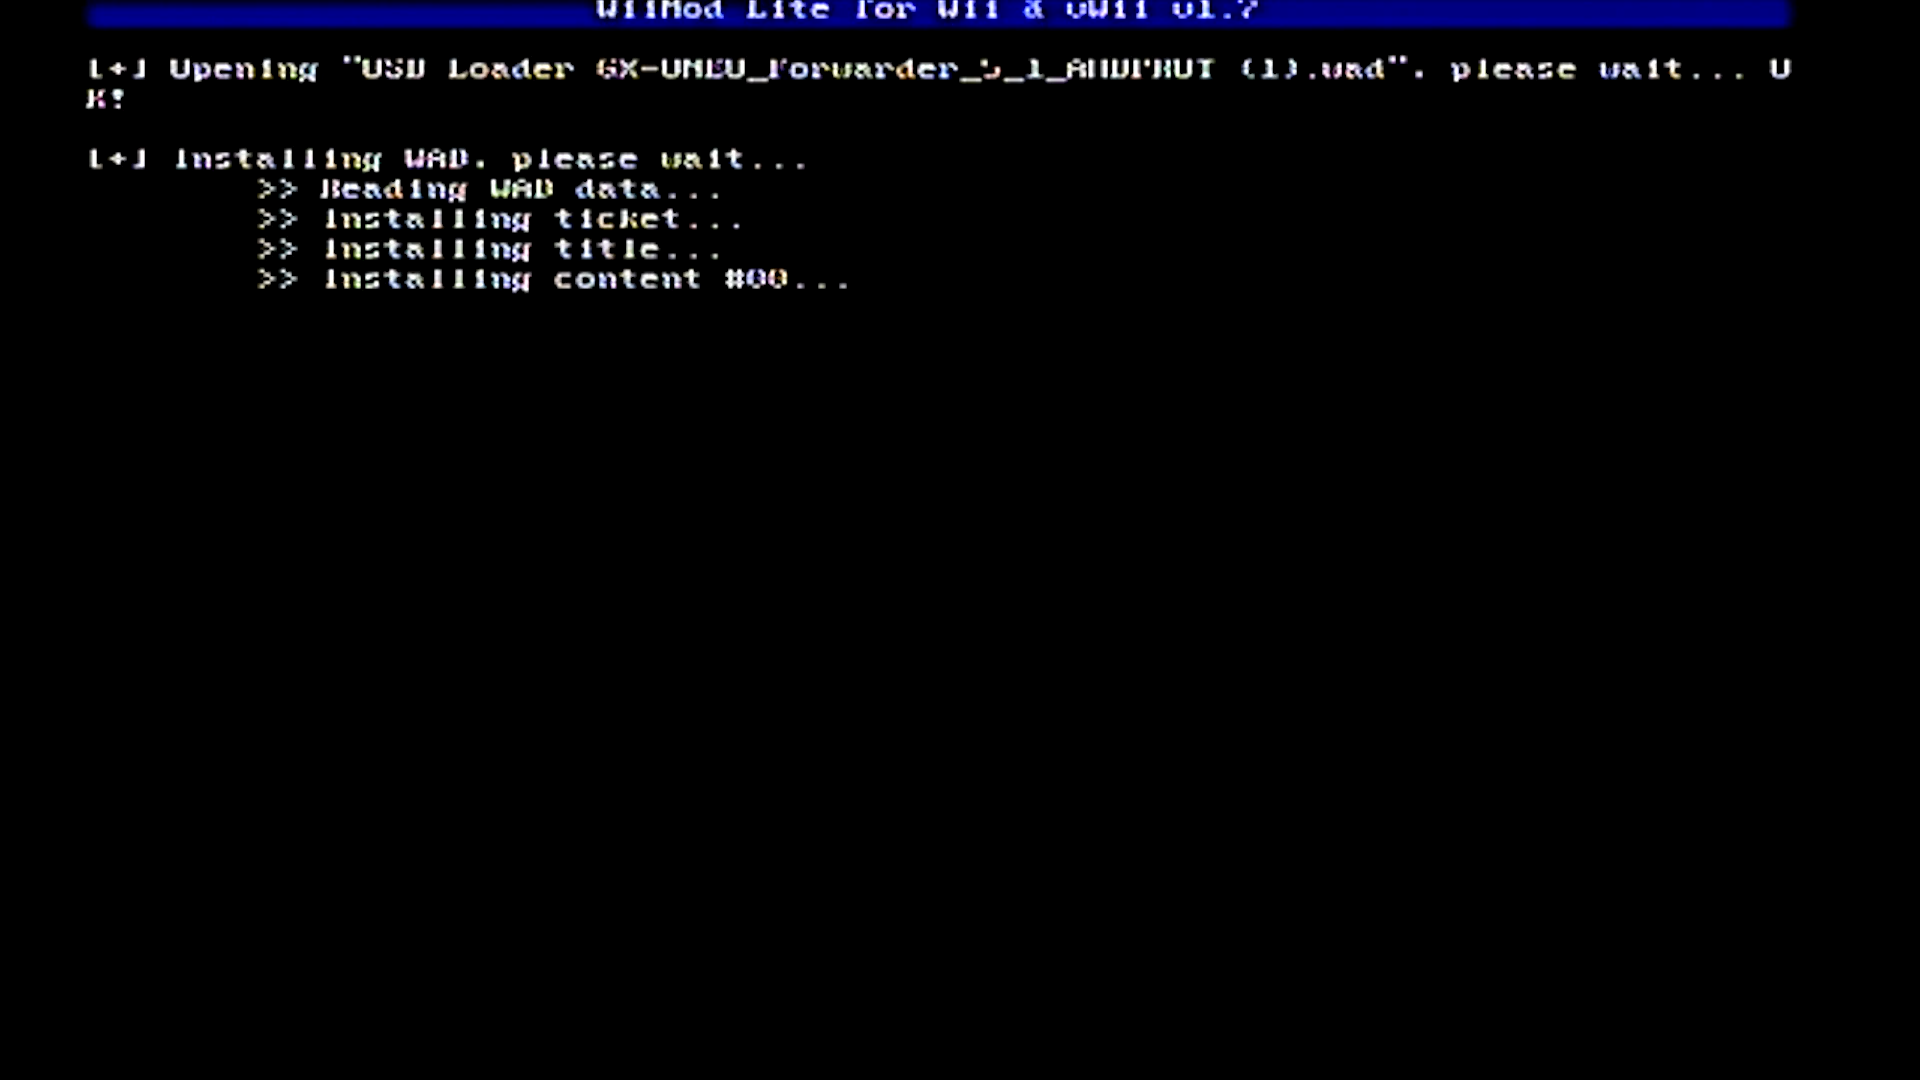 WiiMod Lite for Wii & vWii v1.7
[+] Opening "USB Loader GX-UNEO_Forwarder_5_1_AHBPROT (1).wad", please wait... O
K!
[+] Installing WAD, please wait...
>> Reading WAD data...
>> Installing ticket...
>> Installing title...
>> Installing content #00...